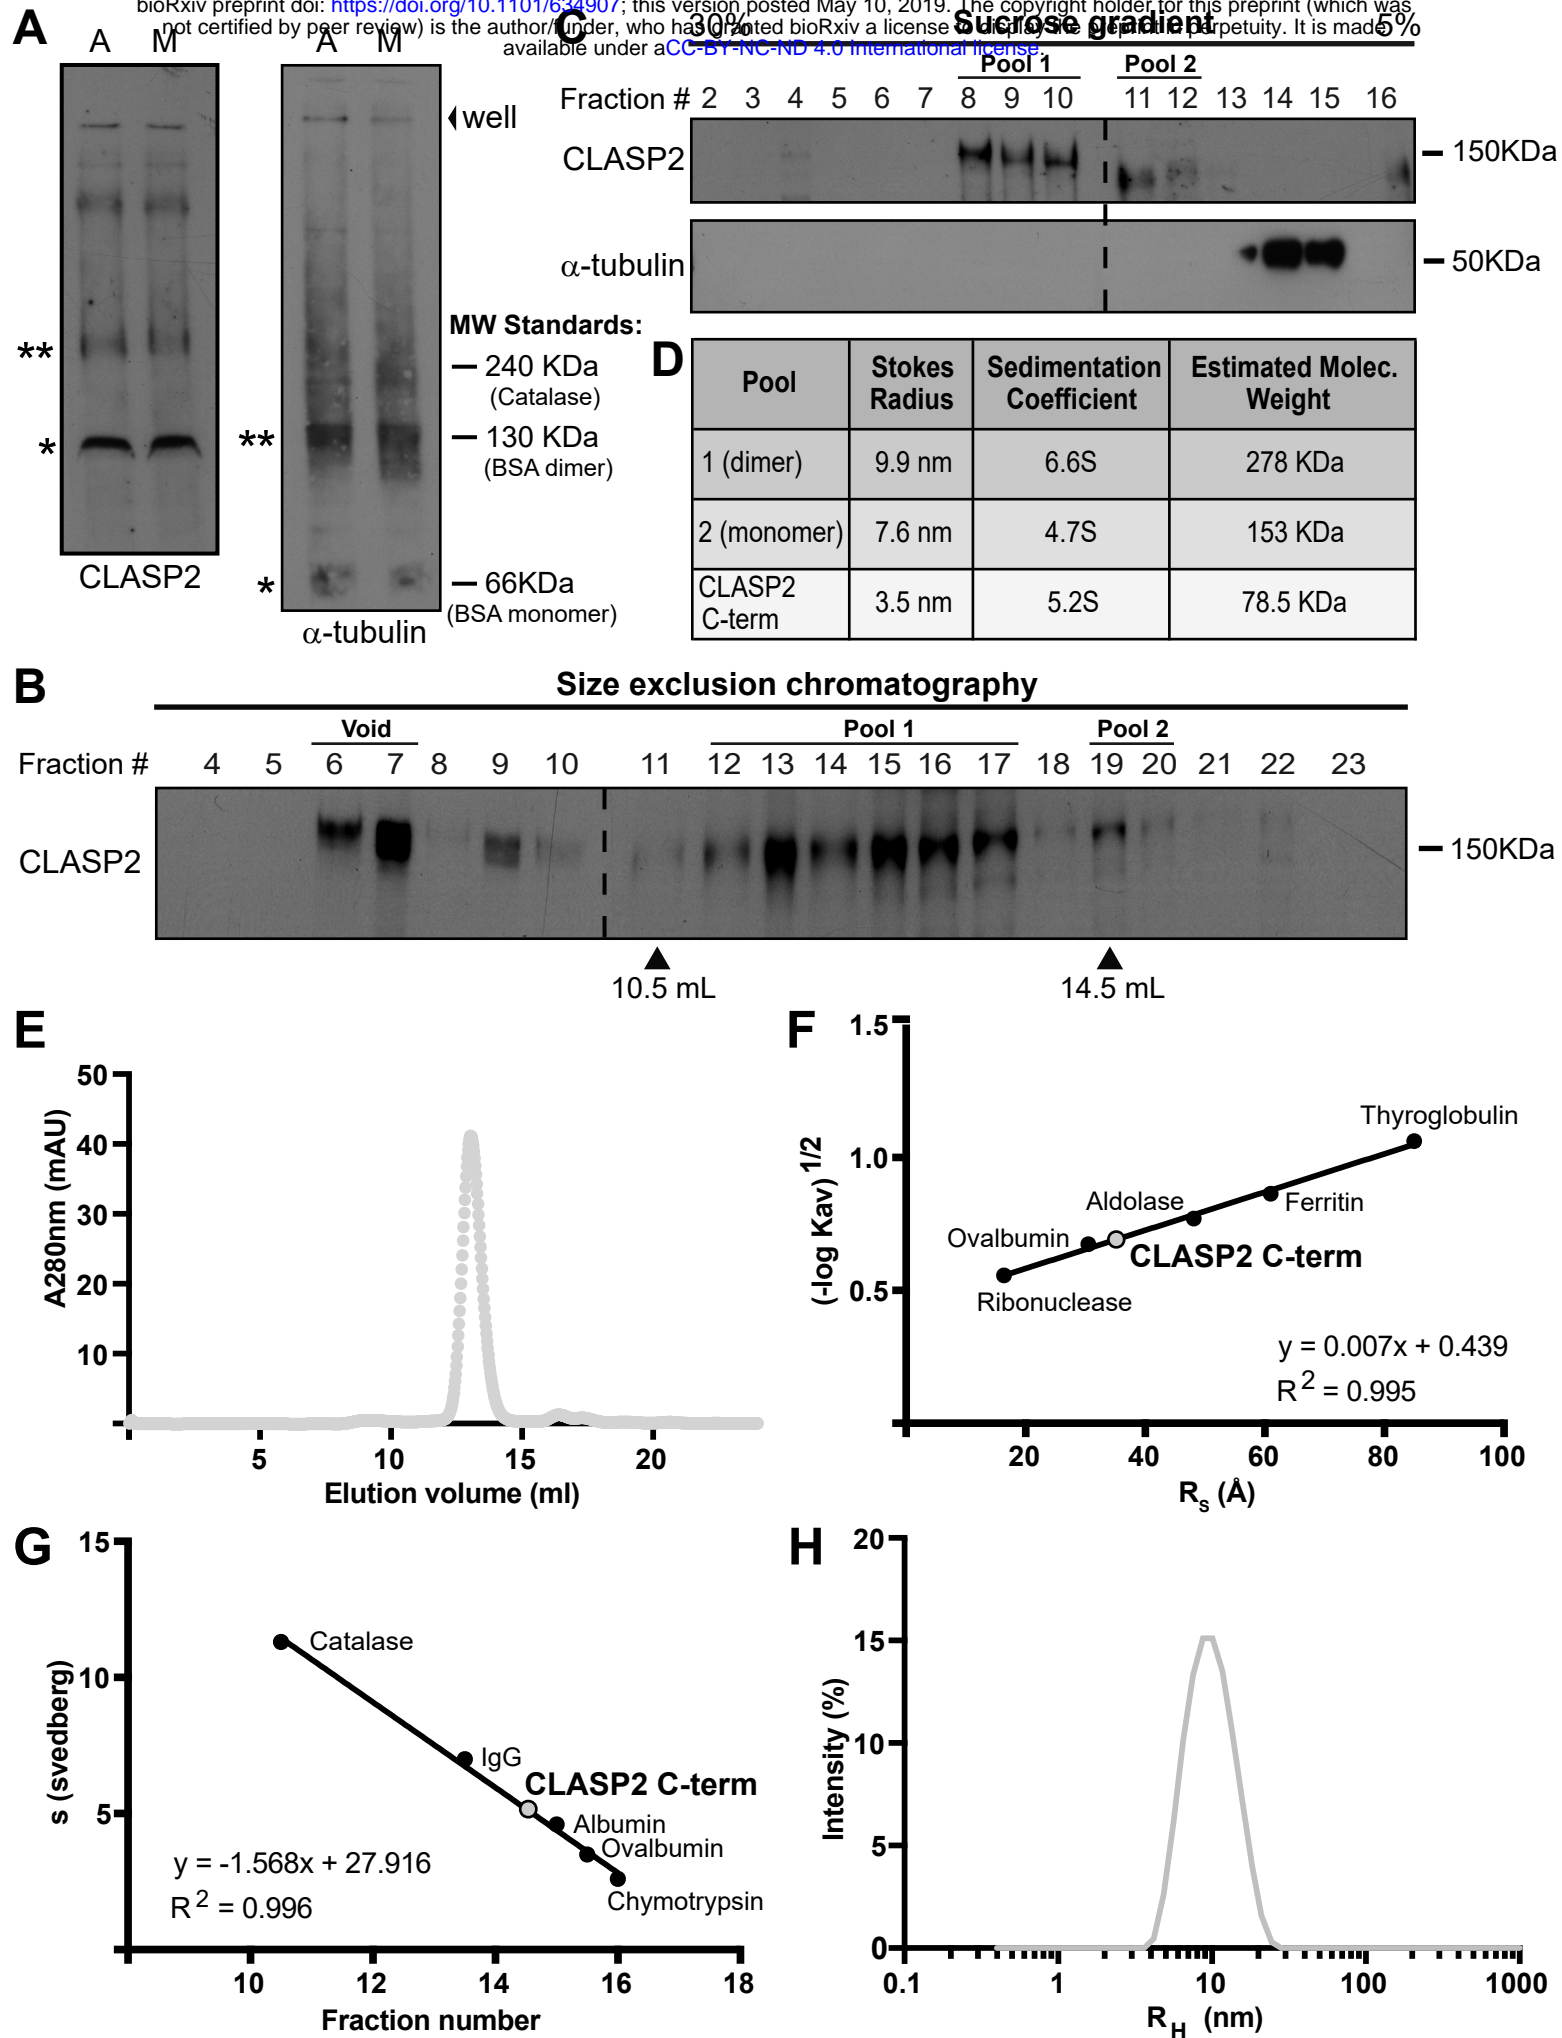 bioRxiv preprint doi: https://doi.org/10.1101/634907; this version posted May 10, 2019. The copyright holder for this preprint (which was
not certified by peer review) is the author/funder, who has granted bioRxiv a license to display the preprint in perpetuity. It is made
available under aCC-BY-NC-ND 4.0 International license.
A
A M
A M
well
**
*
**
*
CLASP2
α-tubulin
MW Standards:
240 KDa
(Catalase)
130 KDa
(BSA dimer)
66KDa
(BSA monomer)
C
30% Sucrose gradient 5%
Pool 1 Pool 2
Fraction # 2 3 4 5 6 7 8 9 10 11 12 13 14 15 16
CLASP2
150KDa
α-tubulin
50KDa
D
Pool Stokes Radius Sedimentation Coefficient Estimated Molec. Weight
1 (dimer) 9.9 nm 6.6S 278 KDa
2 (monomer) 7.6 nm 4.7S 153 KDa
CLASP2 C-term 3.5 nm 5.2S 78.5 KDa
B
Size exclusion chromatography
Void Pool 1 Pool 2
Fraction # 4 5 6 7 8 9 10 11 12 13 14 15 16 17 18 19 20 21 22 23
CLASP2
150KDa
10.5 mL 14.5 mL
E
50
40
30
20
10
A280nm (mAU)
5 10 15 20
Elution volume (ml)
F
1.5
1.0
0.5
(-log Kav) 1/2
Thyroglobulin
Ferritin
Aldolase
Ovalbumin
CLASP2 C-term
Ribonuclease
y = 0.007x + 0.439
R 2 = 0.995
20 40 60 80 100
Rs (Å)
G
15
10
5
s (svedberg)
Catalase
IgG
CLASP2 C-term
Albumin
Ovalbumin
Chymotrypsin
y = -1.568x + 27.916
R 2 = 0.996
10 12 14 16 18
Fraction number
H
20
15
10
5
0
Intensity (%)
0.1 1 10 100 1000
RH (nm)